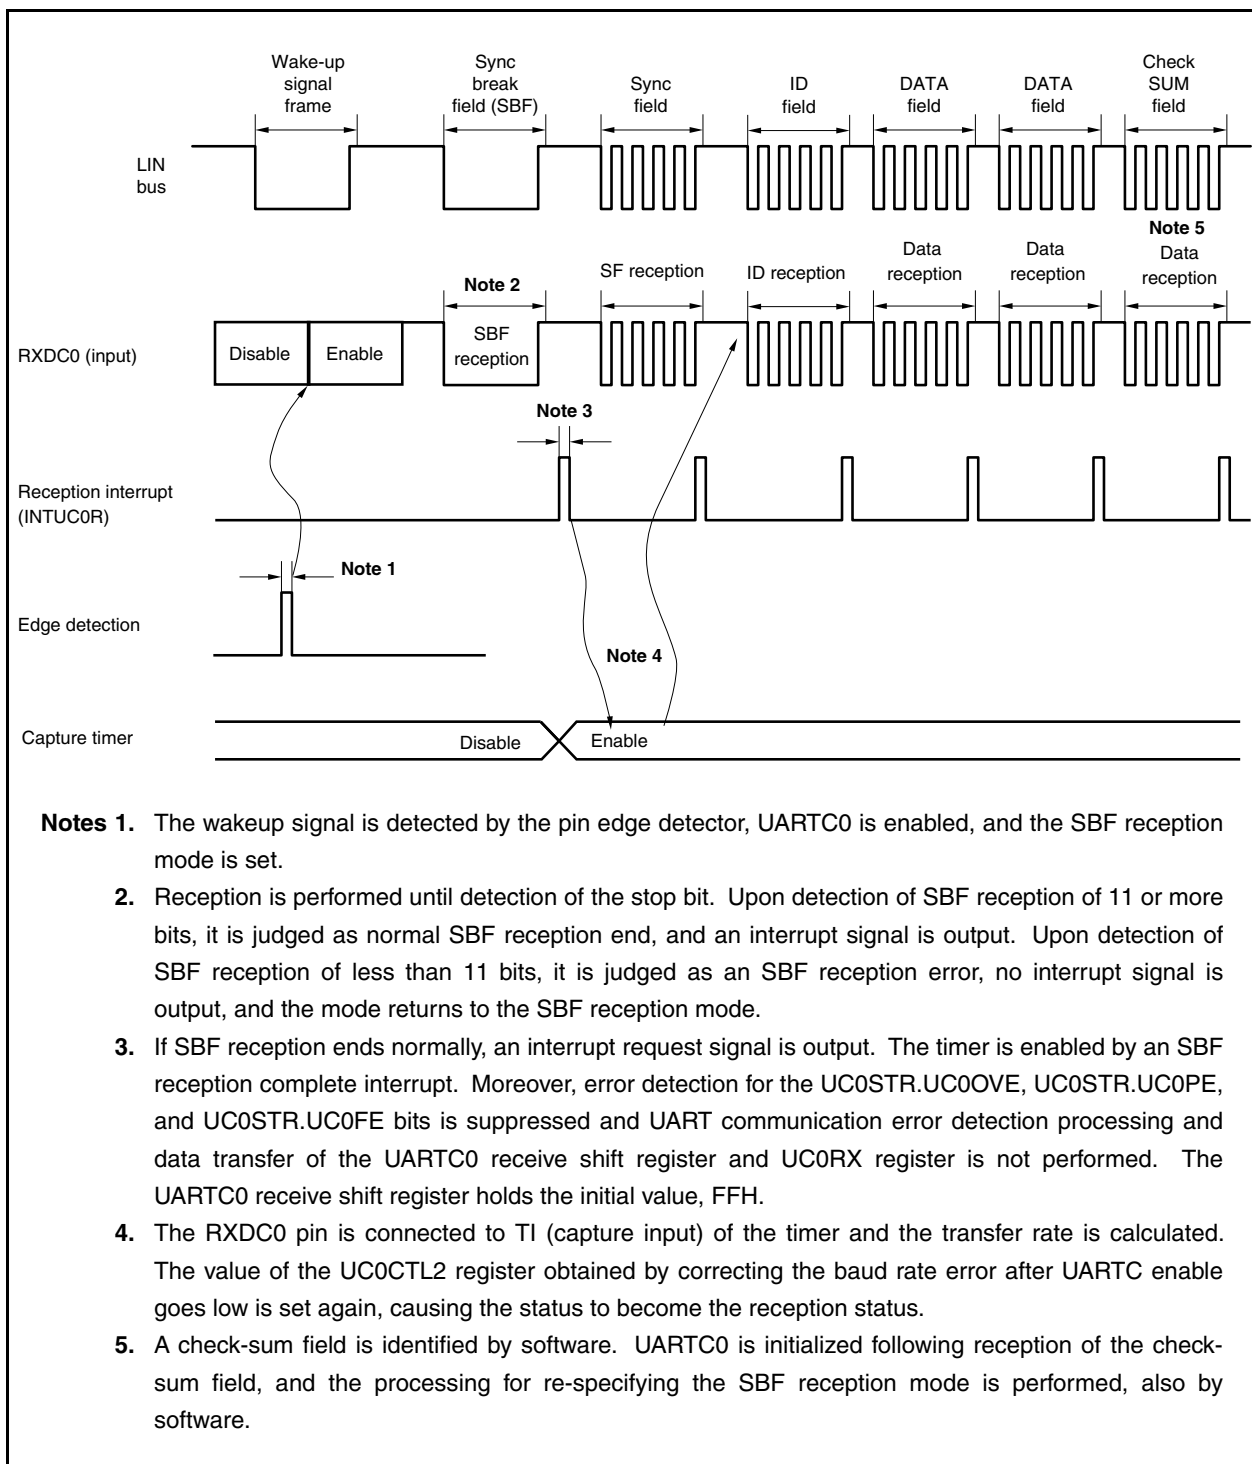 Wake-up
signal
frame
Sync
break
field (SBF)
Sync
field
ID
field
DATA
field
DATA
field
Check
SUM
field
LIN
bus
Note 5
Note 2
SF reception
ID reception
Data
reception
Data
reception
Data
reception
RXDC0 (input)
Disable
Enable
SBF
reception
Note 3
Reception interrupt
(INTUC0R)
Note 1
Edge detection
Note 4
Capture timer
Disable
Enable
Notes 1. The wakeup signal is detected by the pin edge detector, UARTC0 is enabled, and the SBF reception
mode is set.
2. Reception is performed until detection of the stop bit. Upon detection of SBF reception of 11 or more
bits, it is judged as normal SBF reception end, and an interrupt signal is output. Upon detection of
SBF reception of less than 11 bits, it is judged as an SBF reception error, no interrupt signal is
output, and the mode returns to the SBF reception mode.
3. If SBF reception ends normally, an interrupt request signal is output. The timer is enabled by an SBF
reception complete interrupt. Moreover, error detection for the UC0STR.UC0OVE, UC0STR.UC0PE,
and UC0STR.UC0FE bits is suppressed and UART communication error detection processing and
data transfer of the UARTC0 receive shift register and UC0RX register is not performed. The
UARTC0 receive shift register holds the initial value, FFH.
4. The RXDC0 pin is connected to TI (capture input) of the timer and the transfer rate is calculated.
The value of the UC0CTL2 register obtained by correcting the baud rate error after UARTC enable
goes low is set again, causing the status to become the reception status.
5. A check-sum field is identified by software. UARTC0 is initialized following reception of the check-
sum field, and the processing for re-specifying the SBF reception mode is performed, also by
software.